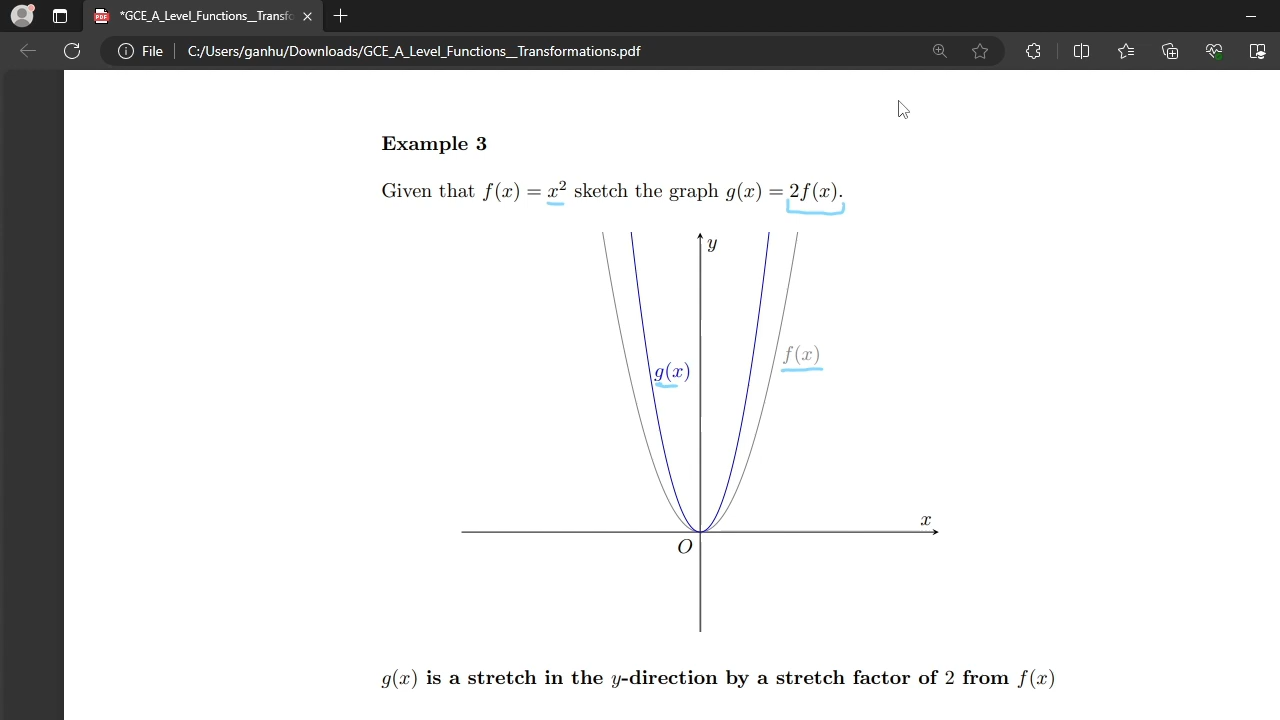 *GCE_A_Level_Functions__Transfo
File
C:/Users/ganhu/Downloads/GCE_A_Level_Functions__Transformations.pdf
Example 3
Given that f(x) = x² sketch the graph g(x) = 2f(x).
y
f(x)
g(x)
x
O
g(x) is a stretch in the y-direction by a stretch factor of 2 from f(x)